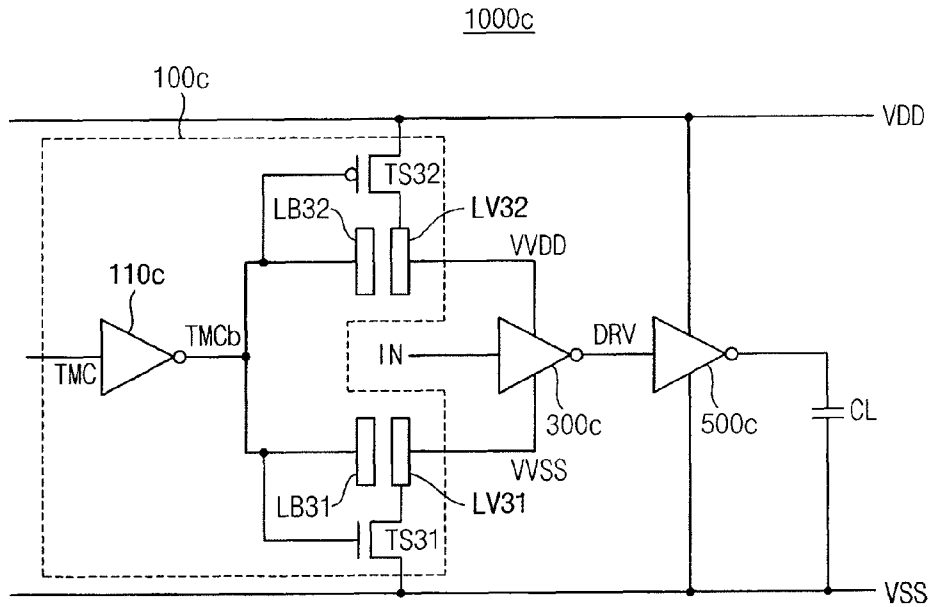 1000c
100c
VDD
TS32
LB32
LV32
VVDD
110c
TMCb
IN
DRV
TMC
300c
500c
CL
VVSS
LB31
LV31
TS31
VSS